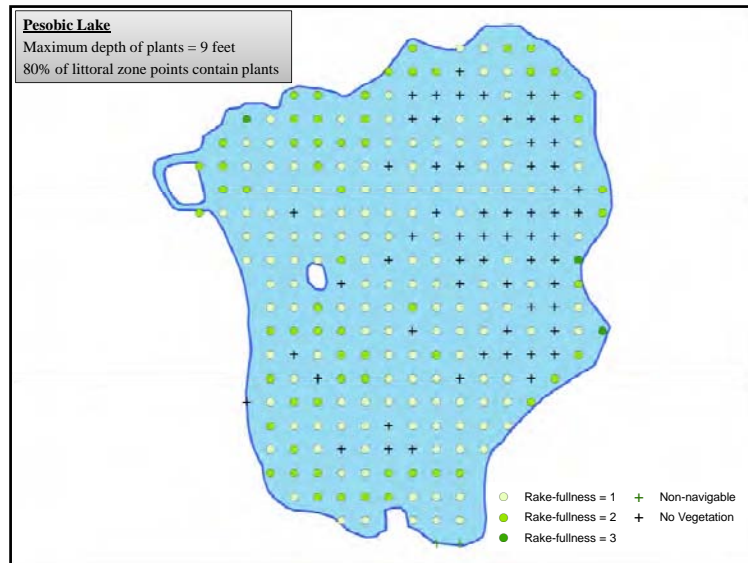 Pesobic Lake
Maximum depth of plants = 9 feet
80% of littoral zone points contain plants
Rake-fullness = 1
Non-navigable
Rake-fullness = 2
No Vegetation
Rake-fullness = 3